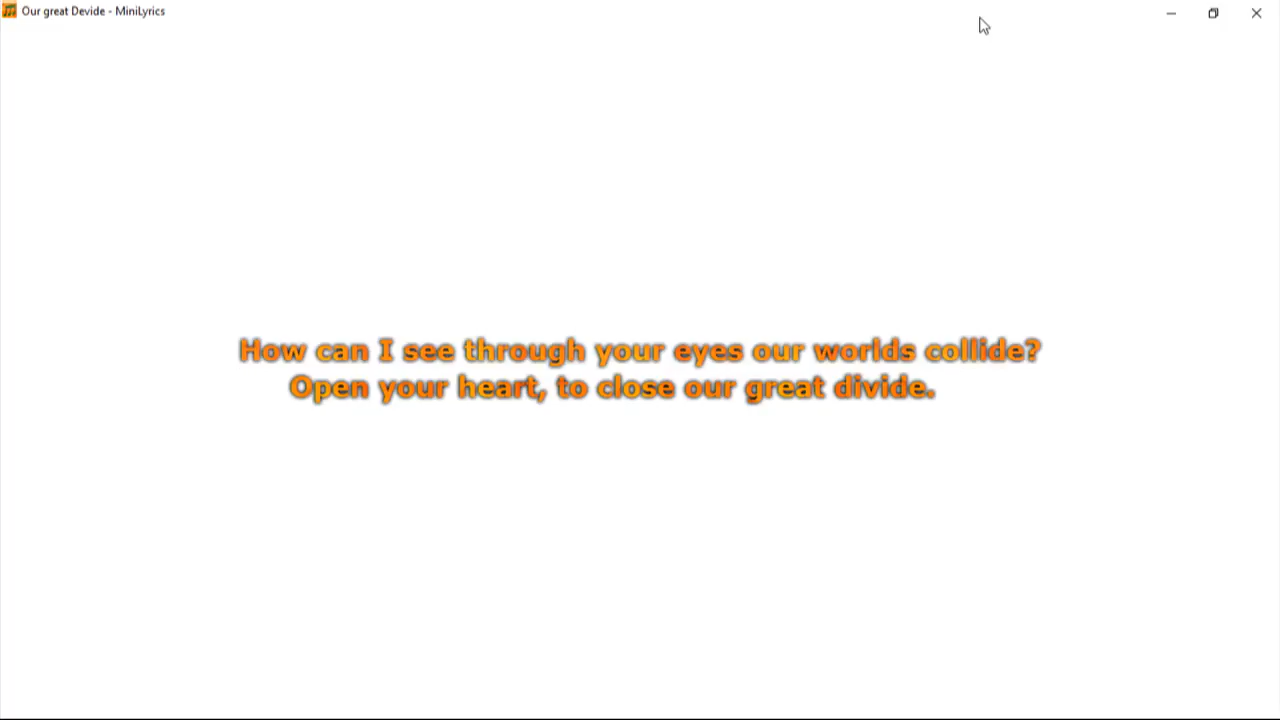 Our great Devide - MiniLyrics
How can I see through your eyes our worlds collide?
Open your heart, to close our great divide.